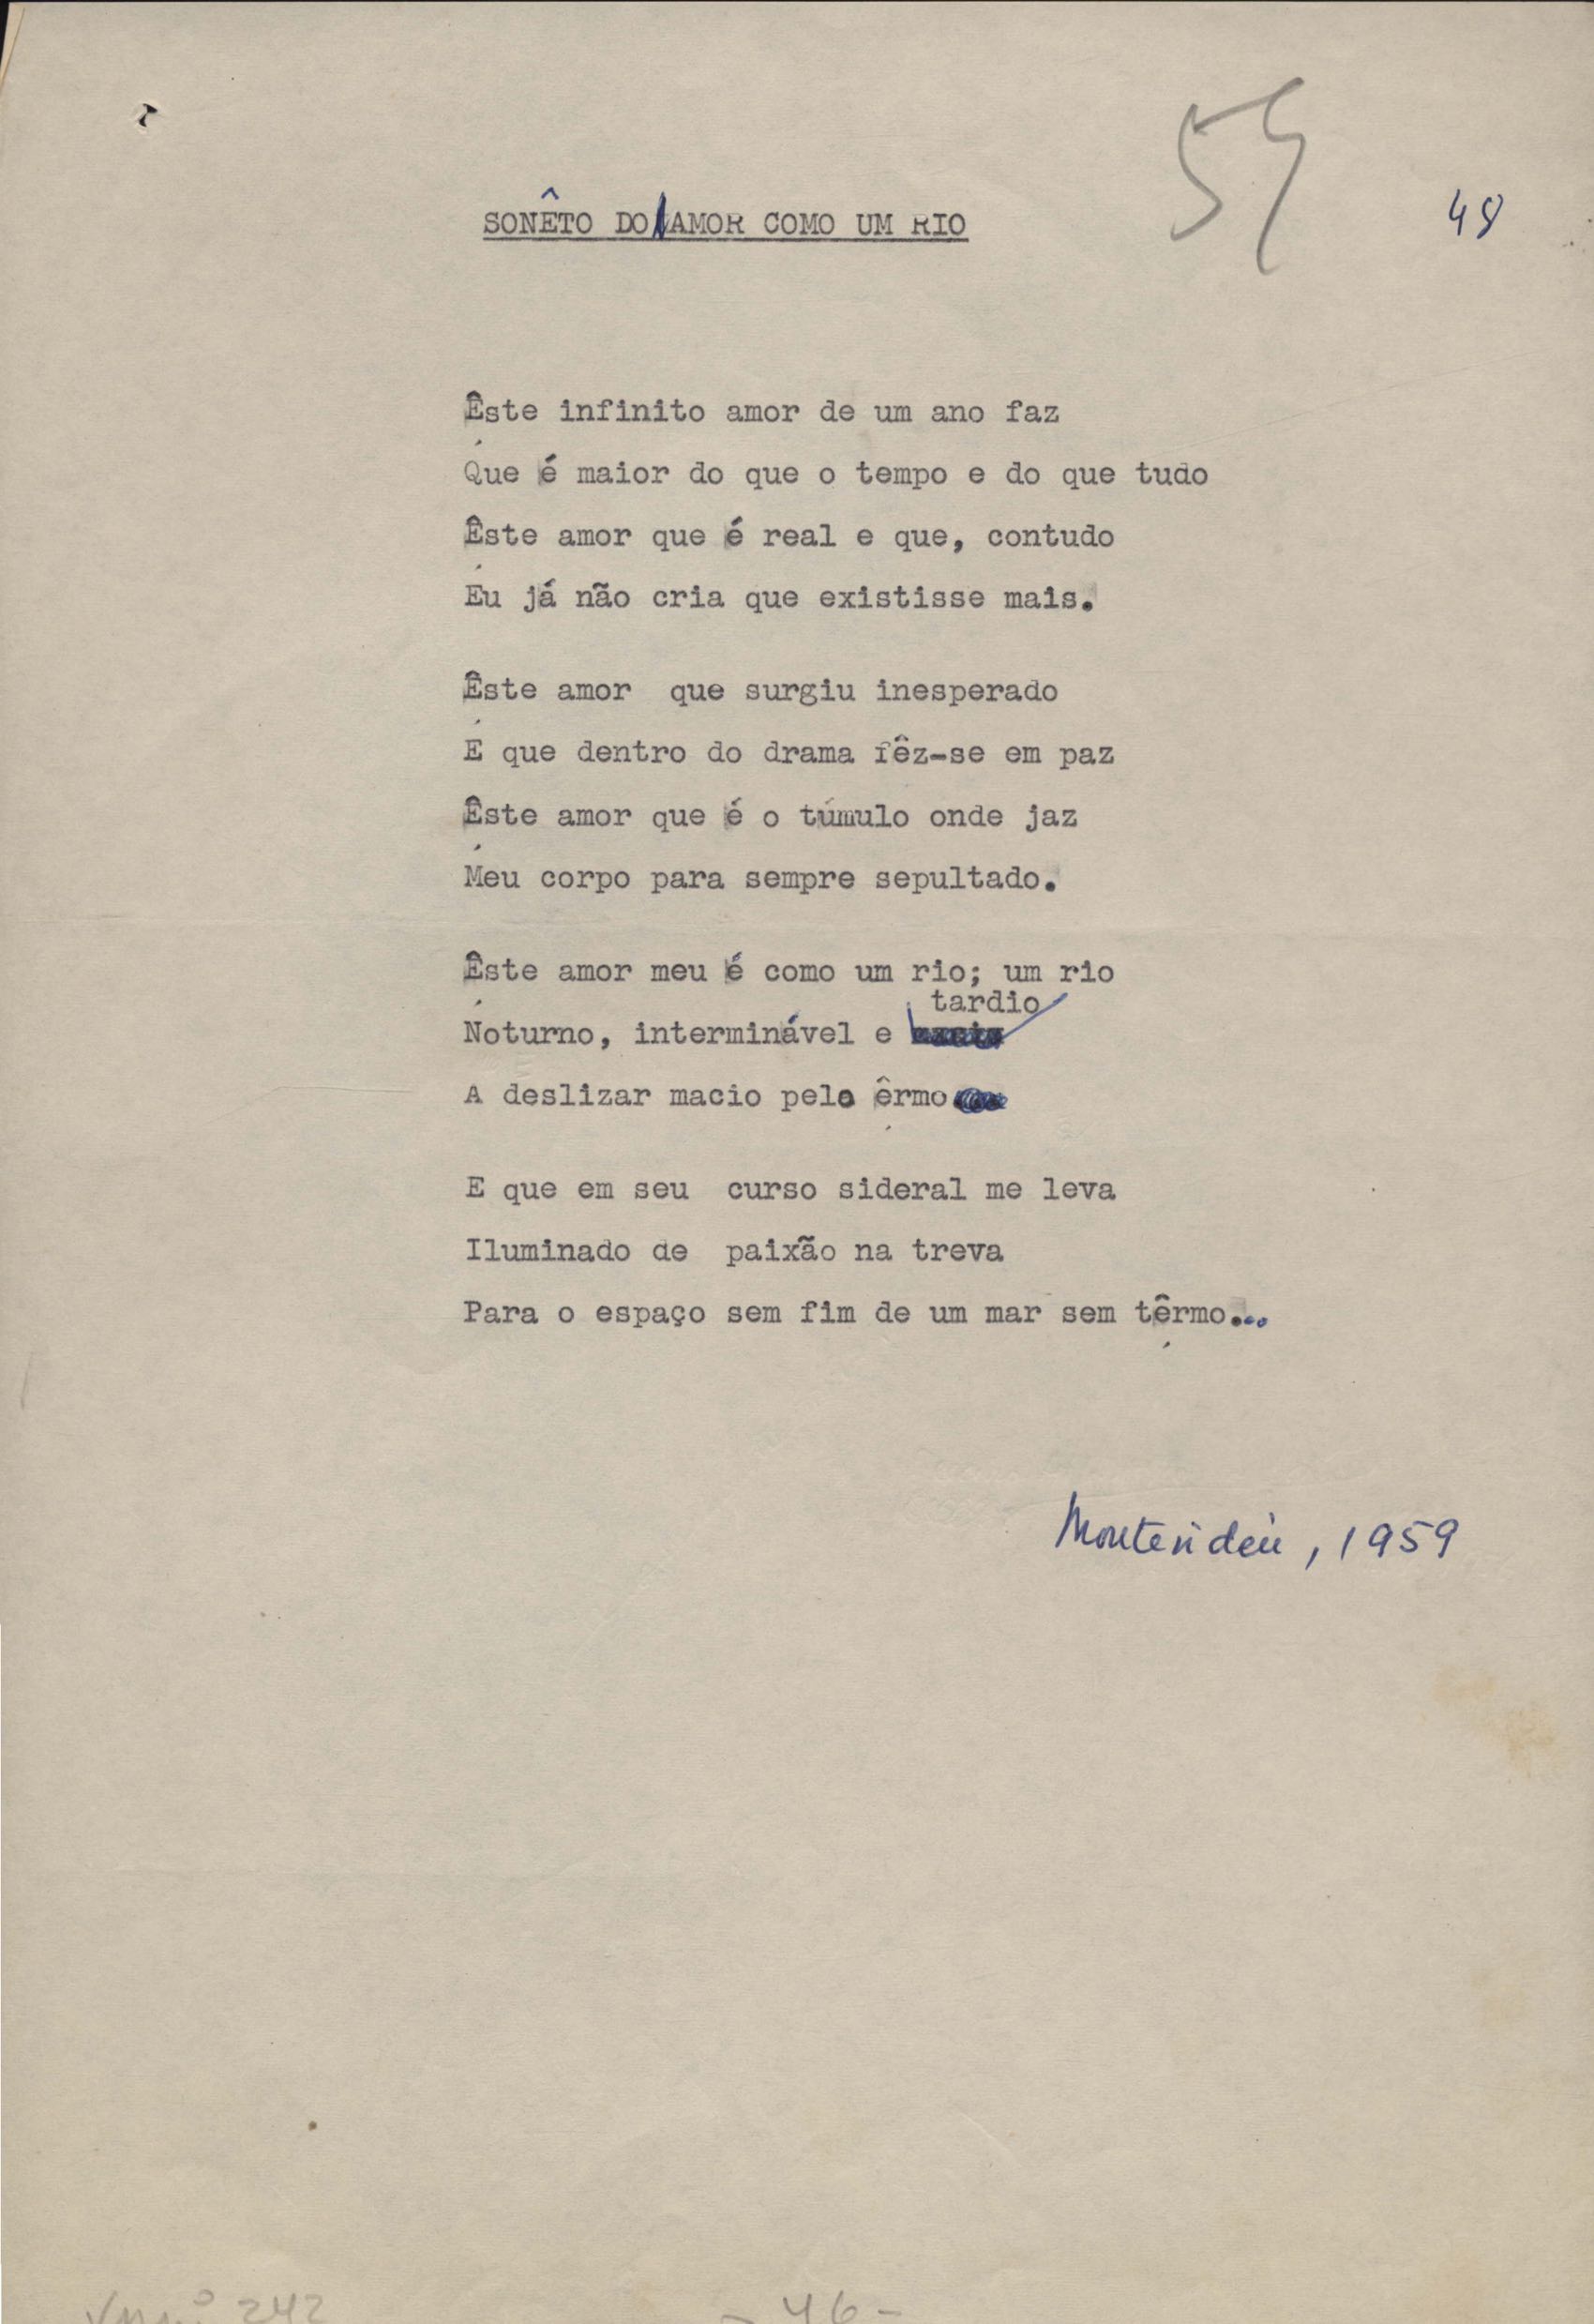 59
48
SONÊTO DO AMOR COMO UM RIO
Êste infinito amor de um ano faz
Que é maior do que o tempo e do que tudo
Êste amor que é real e que, contudo
Eu já não cria que existisse mais.
Êste amor que surgiu inesperado
E que dentro do drama fêz-se em paz
Êste amor que é o túmulo onde jaz
Meu corpo para sempre sepultado.
Êste amor meu é como um rio; um rio
tardio
Noturno, interminável e
A deslizar macio pelo êrmo
E que em seu curso sideral me leva
Iluminado de paixão na treva
Para o espaço sem fim de um mar sem têrmo...
Montevidéu, 1959
242
- 46 -